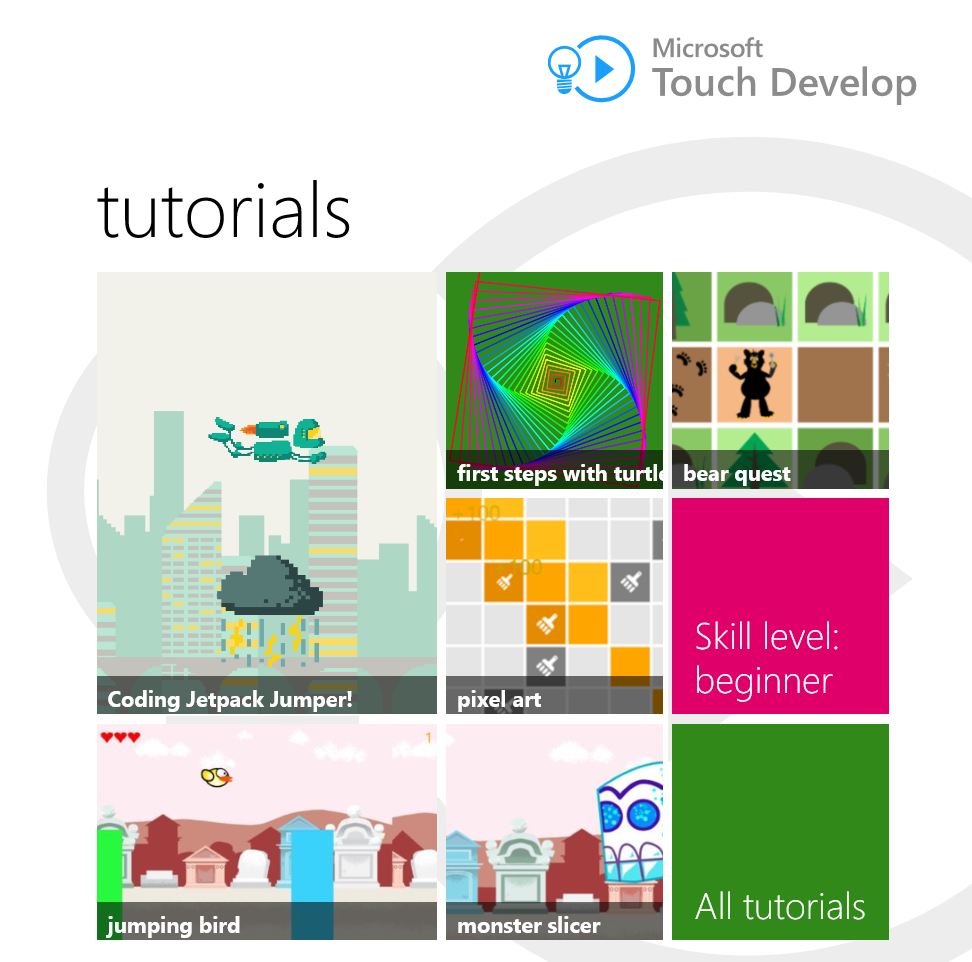 Microsoft
Touch Develop
tutorials
first steps with turtle
bear quest
+100
+100
Skill level:
beginner
Coding Jetpack Jumper!
pixel art
1
jumping bird
monster slicer
All tutorials